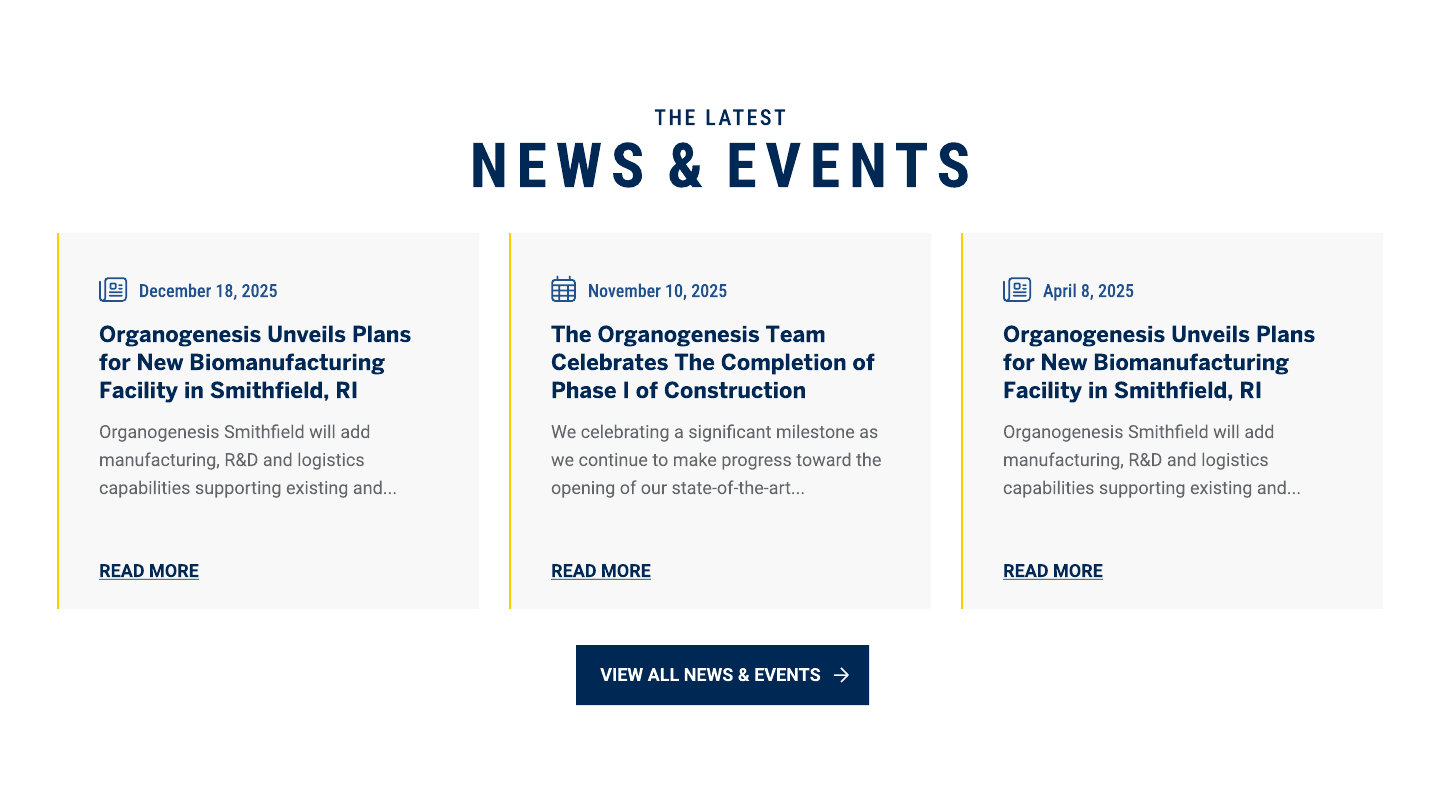 THE LATEST
NEWS & EVENTS
December 18, 2025
Organogenesis Unveils Plans
for New Biomanufacturing
Facility in Smithfield, RI
Organogenesis Smithfield will add
manufacturing, R&D and logistics
capabilities supporting existing and...
READ MORE
November 10, 2025
The Organogenesis Team
Celebrates The Completion of
Phase I of Construction
We celebrating a significant milestone as
we continue to make progress toward the
opening of our state-of-the-art...
READ MORE
April 8, 2025
Organogenesis Unveils Plans
for New Biomanufacturing
Facility in Smithfield, RI
Organogenesis Smithfield will add
manufacturing, R&D and logistics
capabilities supporting existing and...
READ MORE
VIEW ALL NEWS & EVENTS